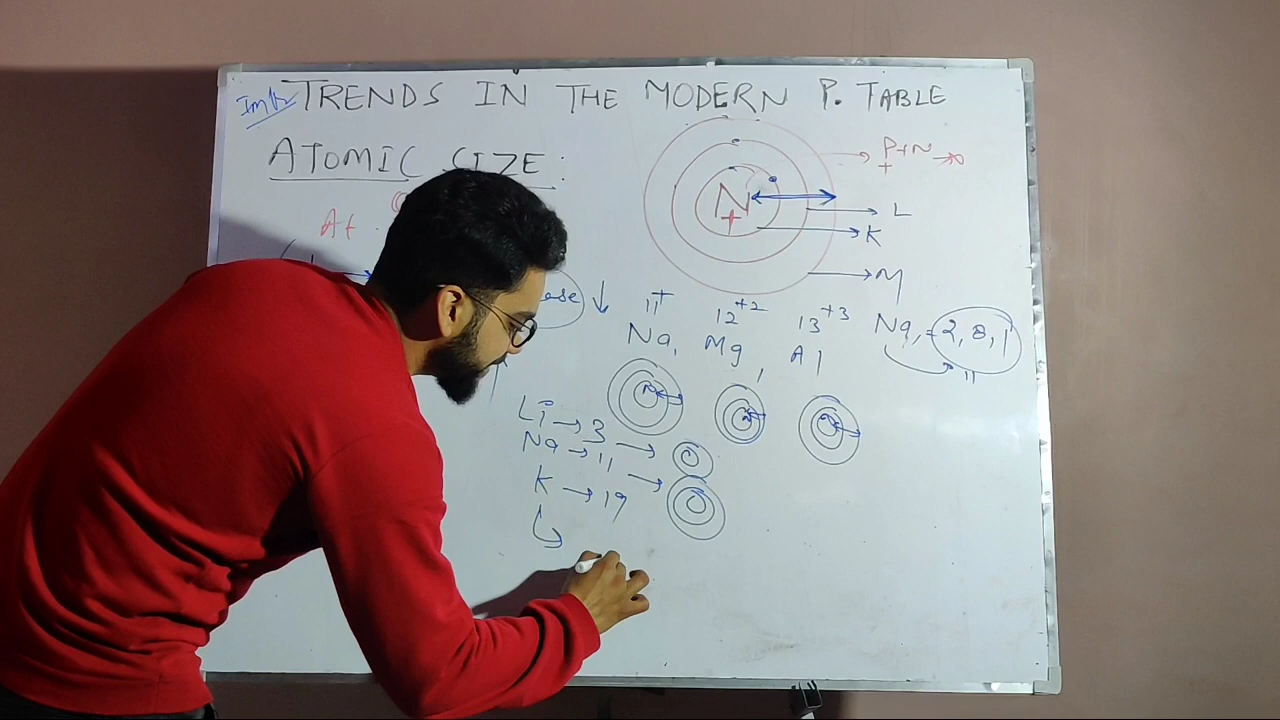 Imp TRENDS IN THE MODERN P. TABLE
ATOMIC SIZE:
P+N
+
At
N
+
L
K
M
11+ 12+2 13+3
Na, Mg, Al
Na, = 2, 8, 1
11
N
Li → 3
Na → 11
K → 19